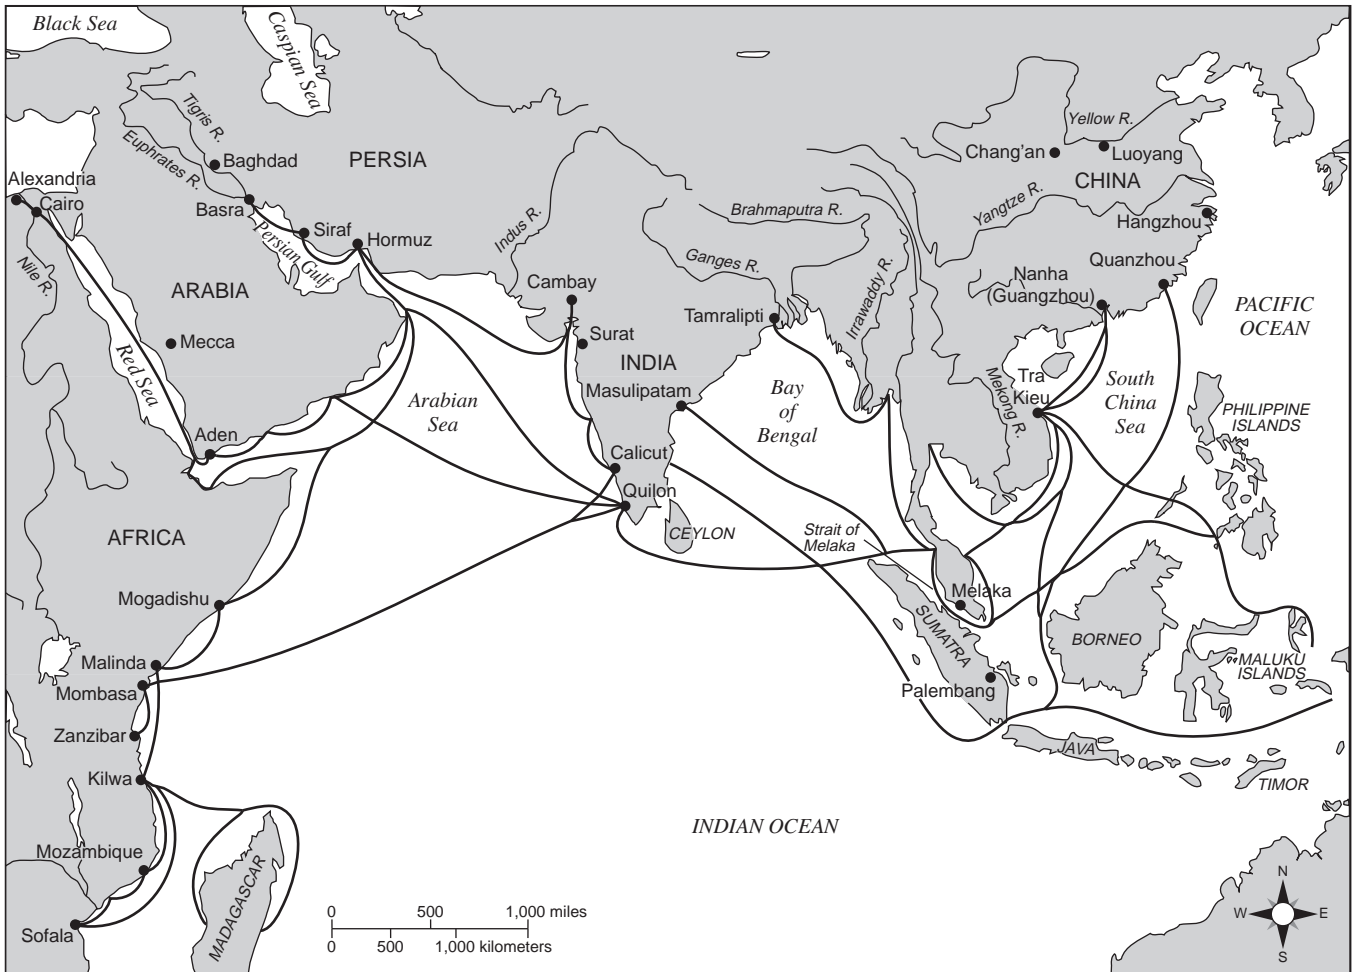 Black Sea
Caspian Sea
Tigris R.
Euphrates R.
Baghdad
PERSIA
Alexandria
Cairo
Basra
Siraf
Hormuz
Persian Gulf
Nile R.
ARABIA
Mecca
Red Sea
Aden
Indus R.
Cambay
Surat
INDIA
Masulipatam
Calicut
Quilon
CEYLON
Arabian
Sea
Brahmaputra R.
Ganges R.
Tamralipti
Irrawaddy R.
Bay
of
Bengal
Yellow R.
Chang'an
Luoyang
CHINA
Yangtze R.
Hangzhou
Quanzhou
Nanha
(Guangzhou)
PACIFIC
OCEAN
Tra
Kieu
Mekong R.
South
China
Sea
PHILIPPINE
ISLANDS
Strait of
Melaka
Melaka
SUMATRA
Palembang
BORNEO
MALUKU
ISLANDS
JAVA
TIMOR
AFRICA
Mogadishu
Malinda
Mombasa
Zanzibar
Kilwa
Mozambique
Sofala
MADAGASCAR
INDIAN OCEAN
0 500 1,000 miles
0 500 1,000 kilometers
N
W E
S